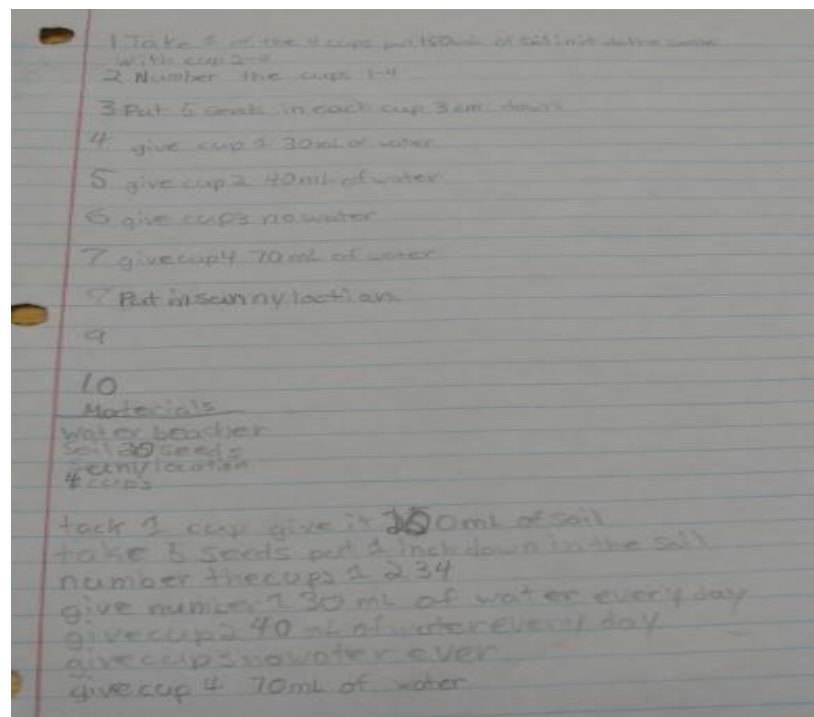 1 Take 1 of the 4 cups put 150mL of soil in it do the same
with cup 2-4
2 Number the cups 1-4
3 Put 5 seeds in each cup 3 cm down
4 give cup 1 30mL of water
5 give cup 2 40mL of water
6 give cup 3 no water
7 give cup 4 70mL of water
8 Put in sunny loction.
9
10
Materials
water beacher
soil 20 seeds
sunny location
4 cups
tack 1 cup give it mL of soil
take 5 seeds put 1 inch down in the soil
number the cups 1 2 3 4
give number 1 30 mL of water every day
give cup 2 40 mL of water every day
give cup 3 no water ever
give cup 4 70mL of water